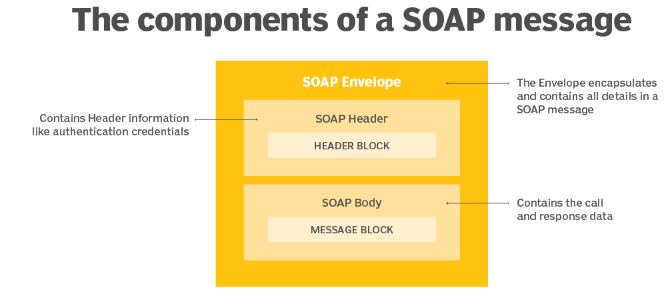 The components of a SOAP message
SOAP Envelope
The Envelope encapsulates
and contains all details in a
SOAP message
Contains Header information
like authentication credentials
SOAP Header
HEADER BLOCK
SOAP Body
MESSAGE BLOCK
Contains the call
and response data